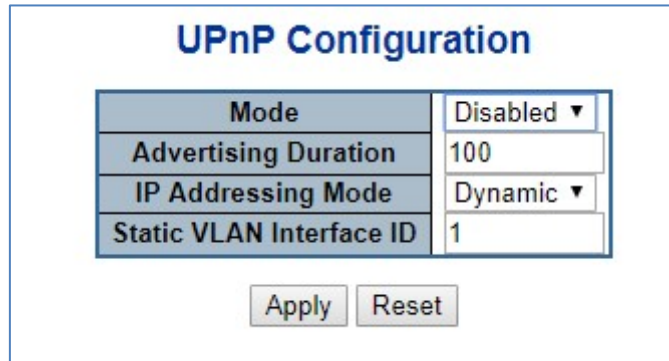 UPnP Configuration
Mode Disabled
Advertising Duration 100
IP Addressing Mode Dynamic
Static VLAN Interface ID 1
Apply Reset